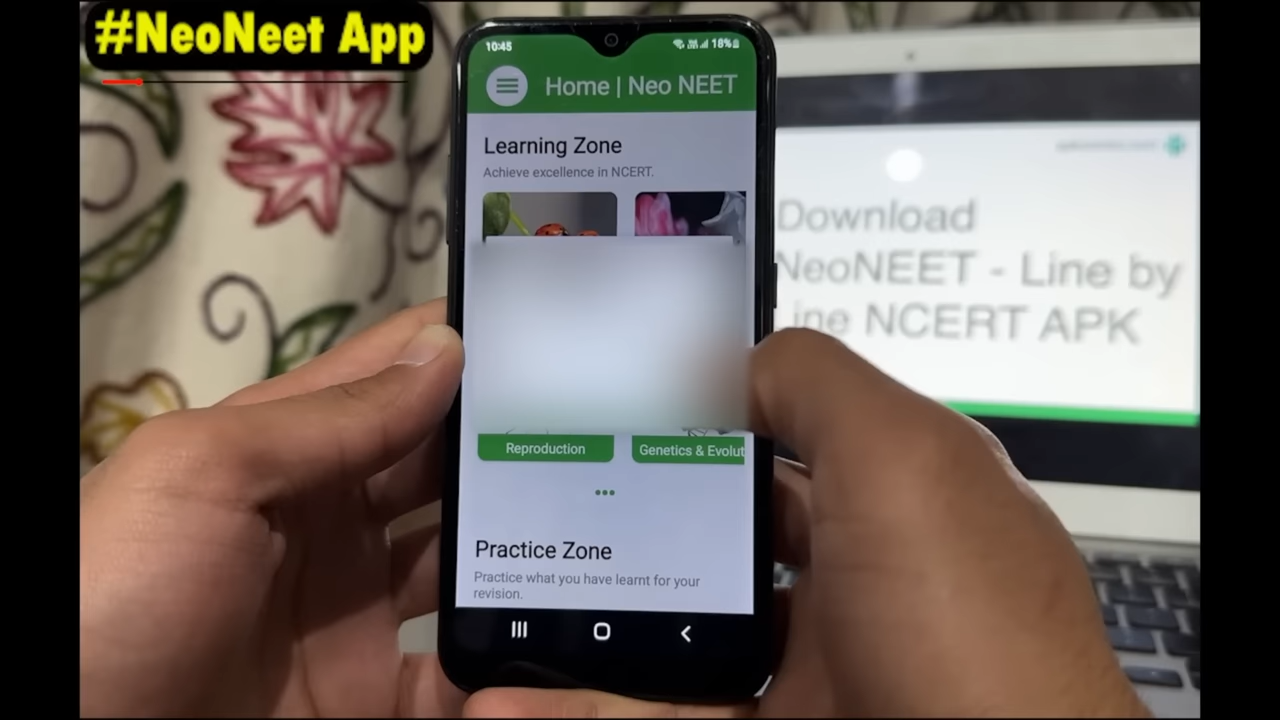 #NeoNeet App
10:45
18%
Home | Neo NEET
Learning Zone
Achieve excellence in NCERT.
Reproduction
Genetics & Evolut
Practice Zone
Practice what you have learnt for your
revision.
Download
NeoNEET - Line by
Line NCERT APK